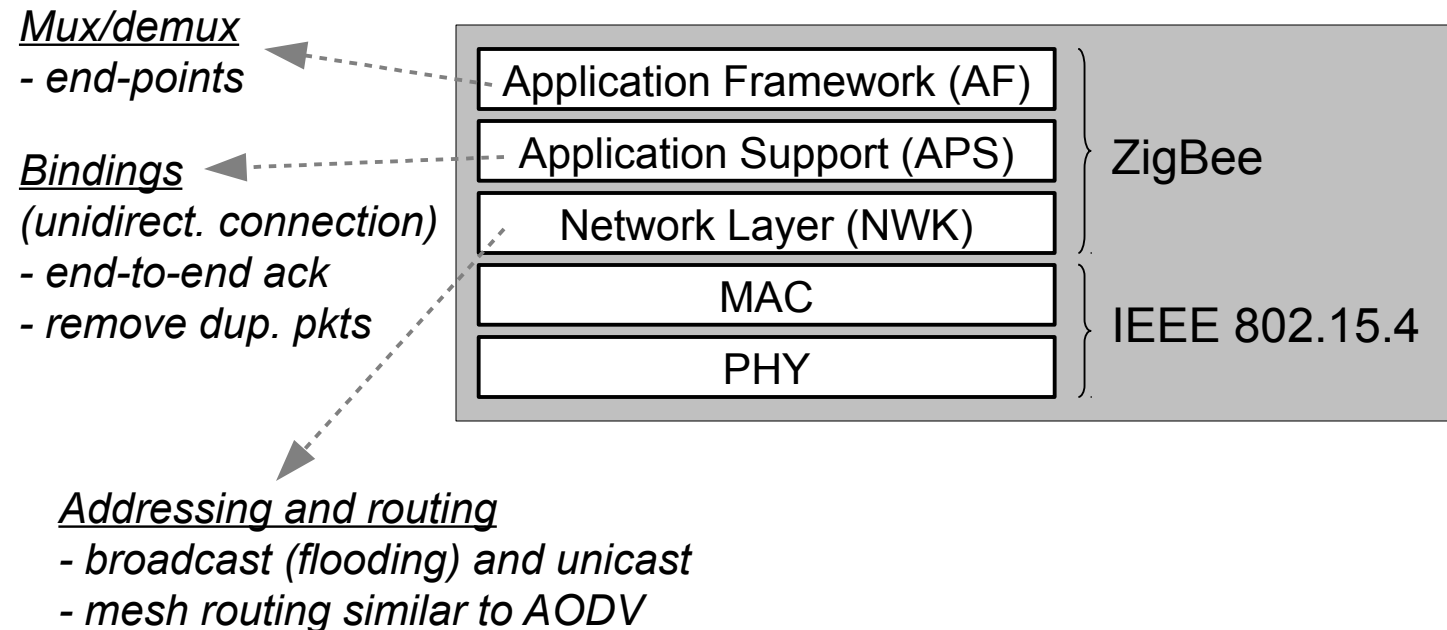 Mux/demux
- end-points
Bindings
(unidirect. connection)
- end-to-end ack
- remove dup. pkts
Application Framework (AF)
Application Support (APS)
Network Layer (NWK)
MAC
PHY
ZigBee
IEEE 802.15.4
Addressing and routing
- broadcast (flooding) and unicast
- mesh routing similar to AODV